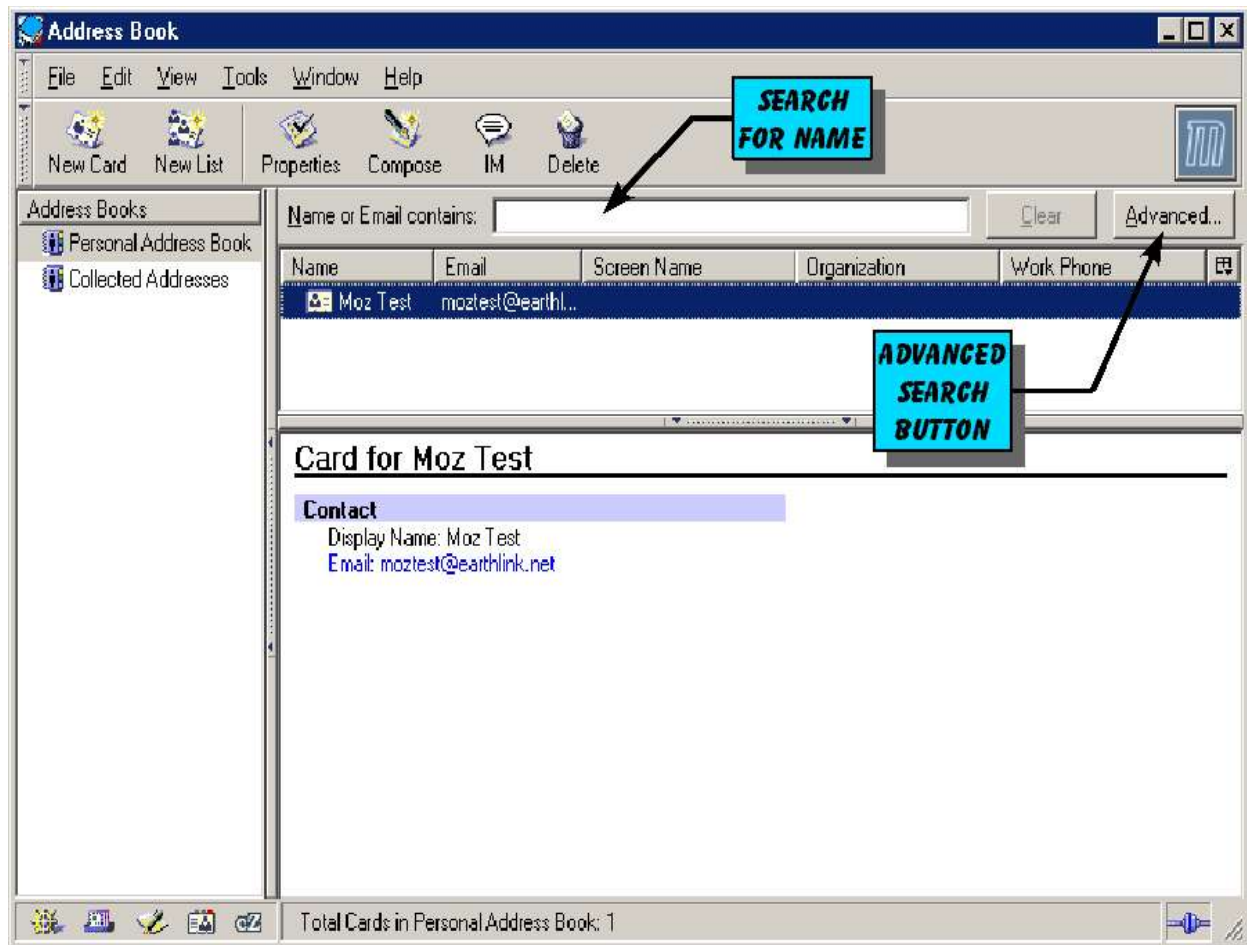 Address Book
File Edit View Tools Window Help
SEARCH
FOR NAME
New Card New List Properties Compose IM Delete
Address Books
Name or Email contains: Clear Advanced...
Personal Address Book
Collected Addresses
Name Email Screen Name Organization Work Phone
Moz Test moztest@earthl...
ADVANCED
SEARCH
BUTTON
Card for Moz Test
Contact
Display Name: Moz Test
Email: moztest@earthlink.net
Total Cards in Personal Address Book: 1